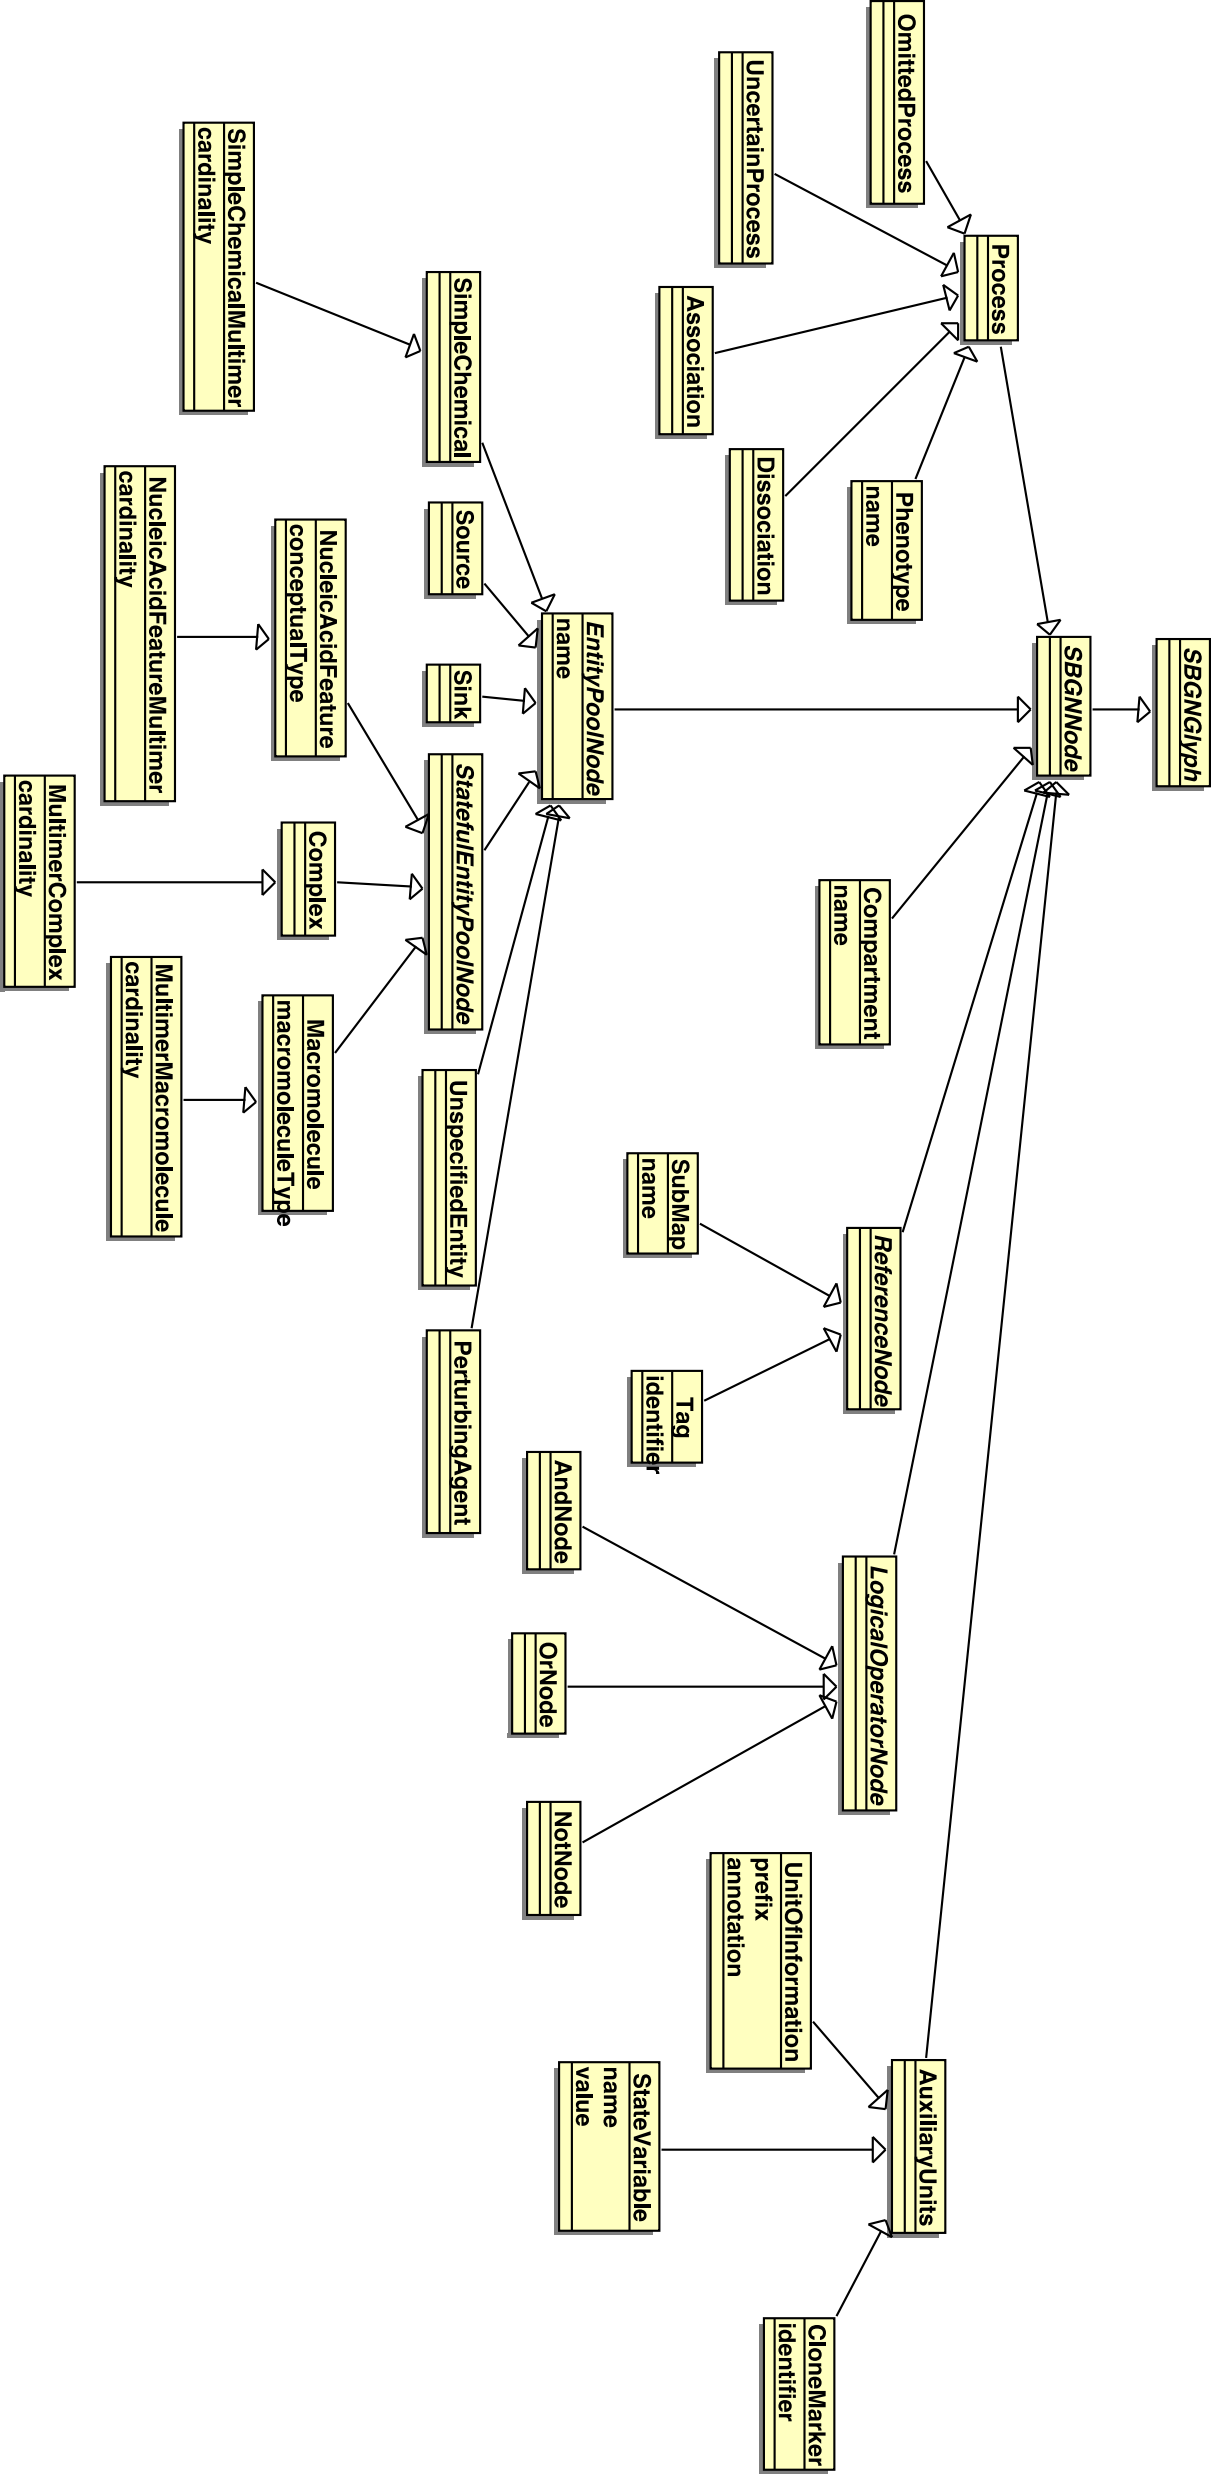 SBGNGlyph
SBGNNode
Process
OmittedProcess
UncertainProcess
Association
Dissociation
Phenotype
name
Compartment
name
ReferenceNode
SubMap
name
Tag
identifier
LogicalOperatorNode
AndNode
OrNode
NotNode
AuxiliaryUnits
UnitOfInformation
prefix
annotation
StateVariable
name
value
CloneMarker
identifier
EntityPoolNode
name
SimpleChemical
Source
Sink
StatefulEntityPoolNode
UnspecifiedEntity
PerturbingAgent
SimpleChemicalMultimer
cardinality
NucleicAcidFeature
conceptualType
Complex
Macromolecule
macromoleculeType
NucleicAcidFeatureMultimer
cardinality
MultimerComplex
cardinality
MultimerMacromolecule
cardinality